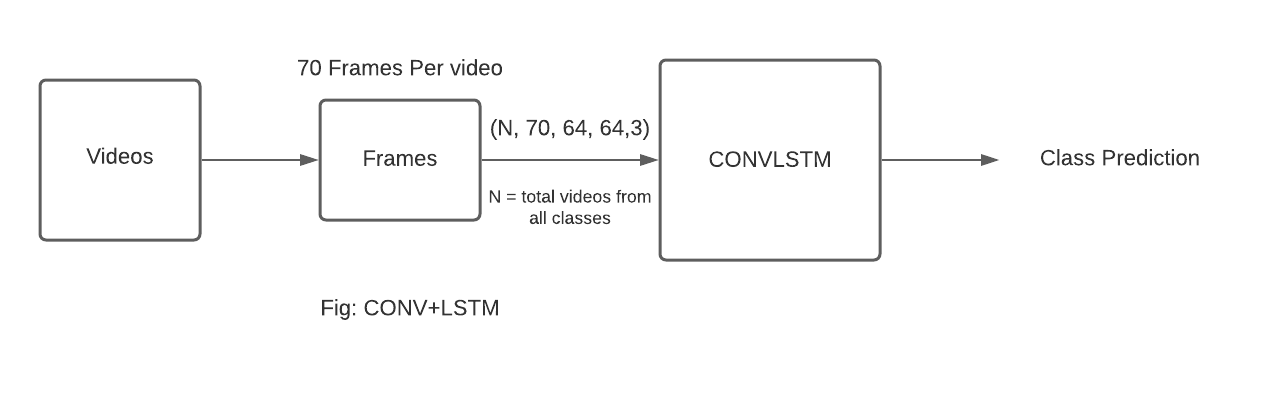 70 Frames Per video
Videos
Frames
(N, 70, 64, 64,3)
N = total videos from
all classes
CONVLSTM
Class Prediction
Fig: CONV+LSTM